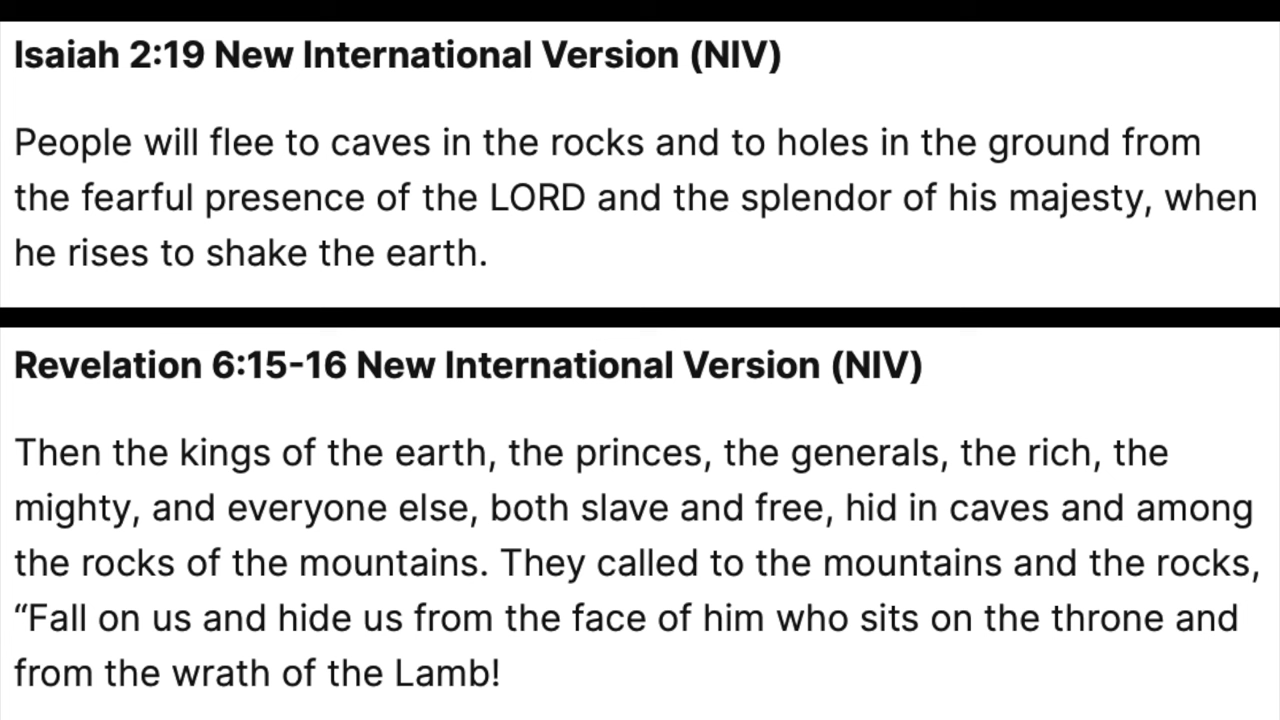 Isaiah 2:19 New International Version (NIV)
People will flee to caves in the rocks and to holes in the ground from
the fearful presence of the LORD and the splendor of his majesty, when
he rises to shake the earth.
Revelation 6:15-16 New International Version (NIV)
Then the kings of the earth, the princes, the generals, the rich, the
mighty, and everyone else, both slave and free, hid in caves and among
the rocks of the mountains. They called to the mountains and the rocks,
“Fall on us and hide us from the face of him who sits on the throne and
from the wrath of the Lamb!